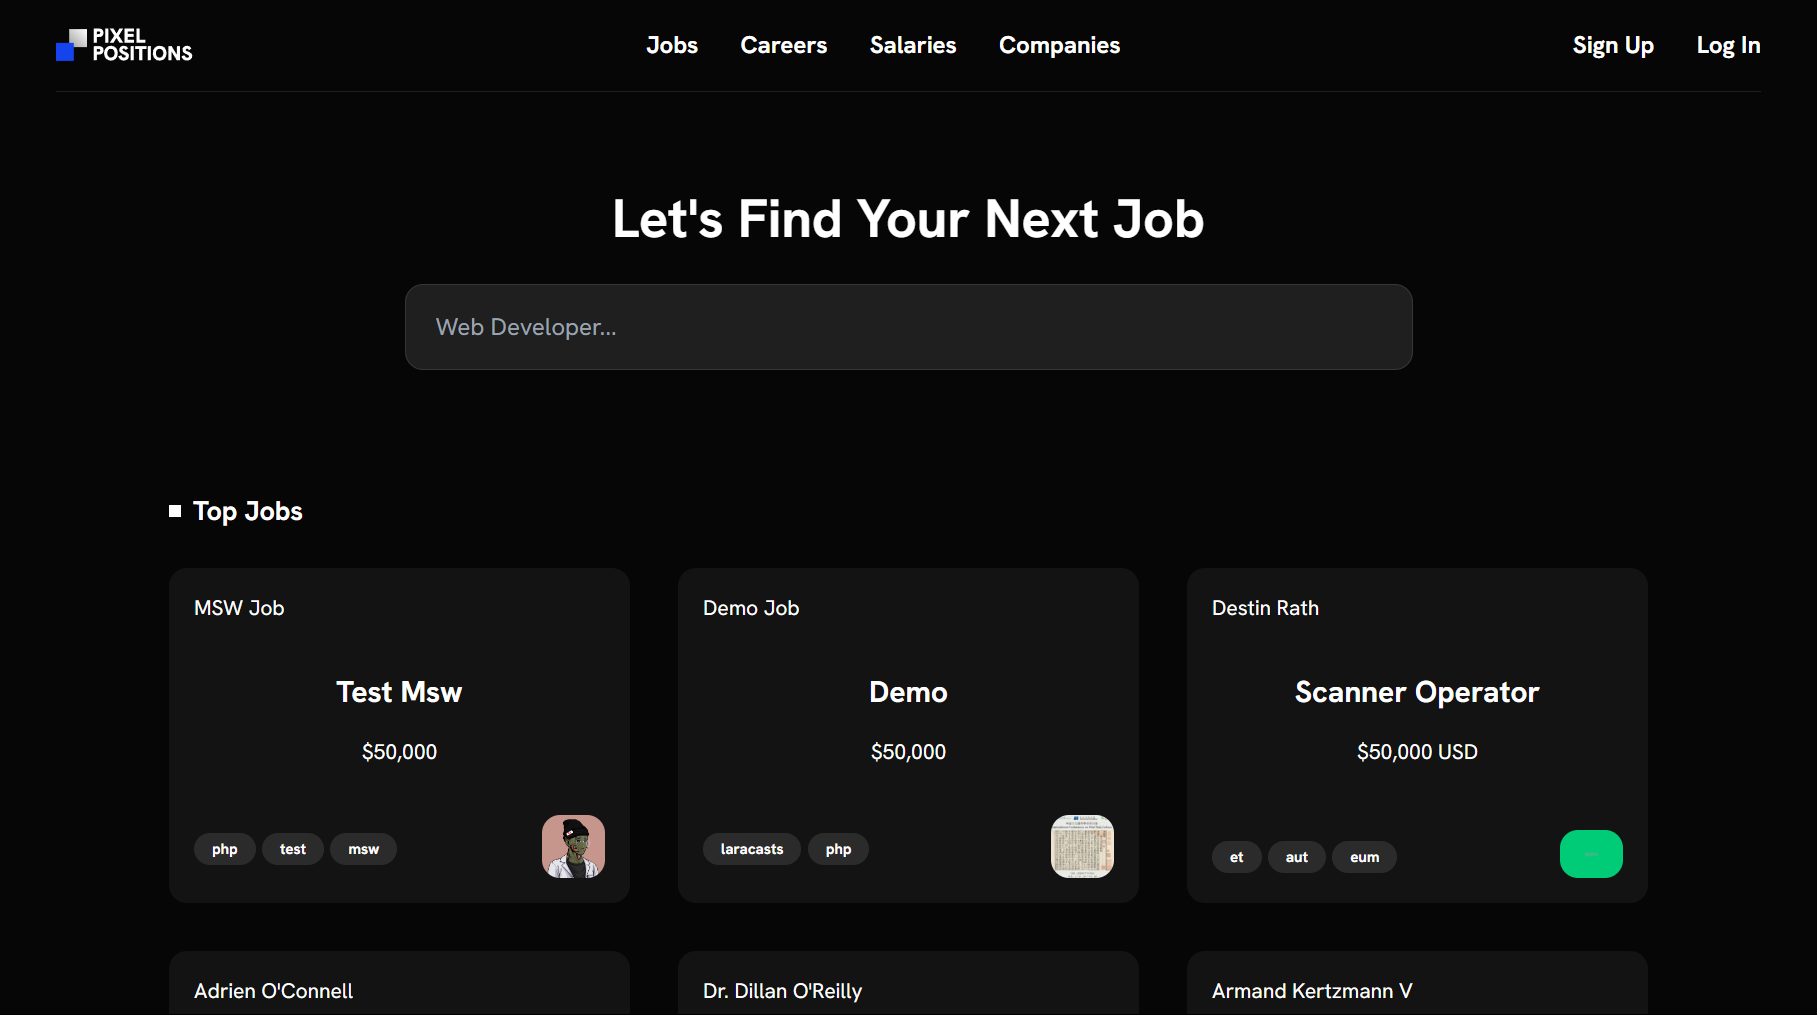 PIXEL
POSITIONS
Jobs
Careers
Salaries
Companies
Sign Up
Log In
Let's Find Your Next Job
Web Developer...
Top Jobs
MSW Job
Test Msw
$50,000
php
test
msw
Demo Job
Demo
$50,000
laracasts
php
Destin Rath
Scanner Operator
$50,000 USD
et
aut
eum
Adrien O'Connell
Dr. Dillan O'Reilly
Armand Kertzmann V